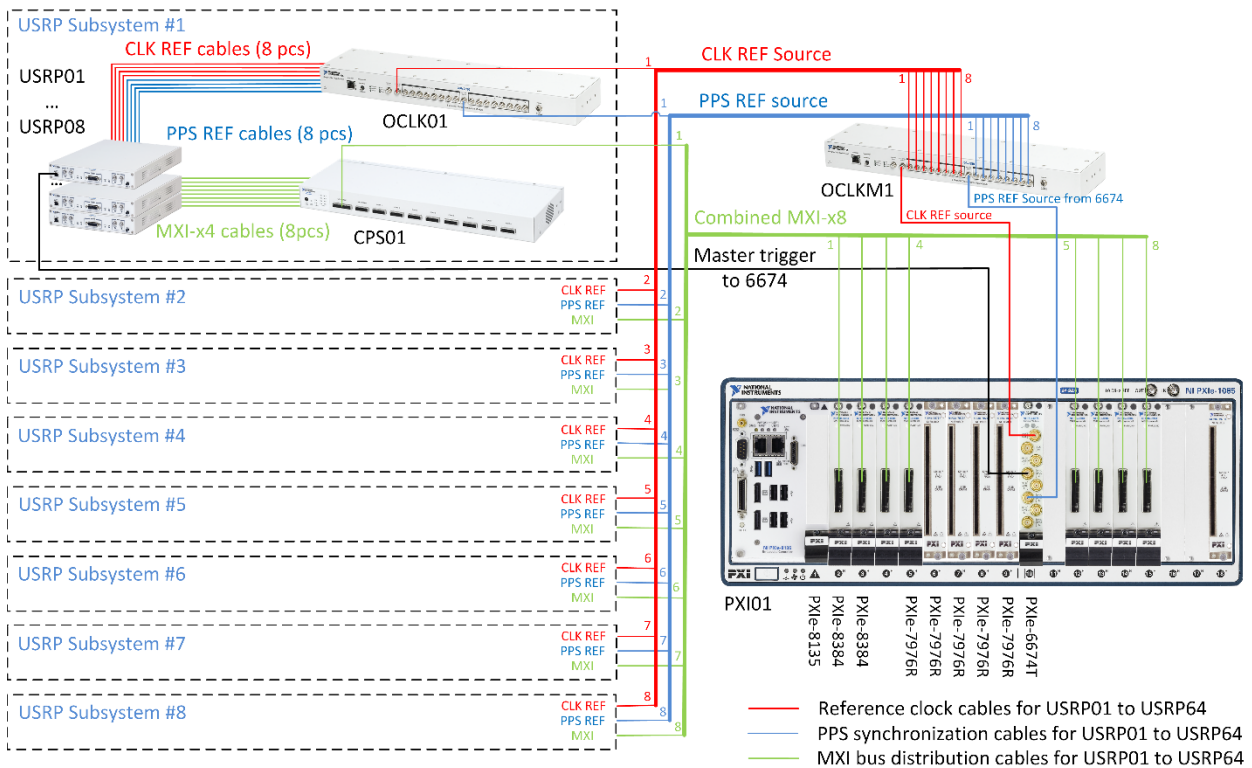 USRP Subsystem #1
CLK REF cables (8 pcs)
USRP01
...
USRP08
OCLK01
PPS REF cables (8 pcs)
MXI-x4 cables (8pcs)
CPS01
1
CLK REF Source
1
8
1
PPS REF source
1
8
1
OCLKM1
PPS REF Source from 6674
CLK REF source
Combined MXI-x8
1
4
5
8
Master trigger
to 6674
USRP Subsystem #2
CLK REF
PPS REF
MXI
2
2
2
USRP Subsystem #3
CLK REF
PPS REF
MXI
3
3
3
USRP Subsystem #4
CLK REF
PPS REF
MXI
4
4
4
USRP Subsystem #5
CLK REF
PPS REF
MXI
5
5
5
USRP Subsystem #6
CLK REF
PPS REF
MXI
6
6
6
USRP Subsystem #7
CLK REF
PPS REF
MXI
7
7
7
USRP Subsystem #8
CLK REF
PPS REF
MXI
8
8
8
NATIONAL INSTRUMENTS
NI PXIe-1085
PXI
PXI01
PXIe-8135
PXIe-8384
PXIe-8384
PXIe-7976R
PXIe-7976R
PXIe-7976R
PXIe-7976R
PXIe-7976R
PXIe-6674T
Reference clock cables for USRP01 to USRP64
PPS synchronization cables for USRP01 to USRP64
MXI bus distribution cables for USRP01 to USRP64